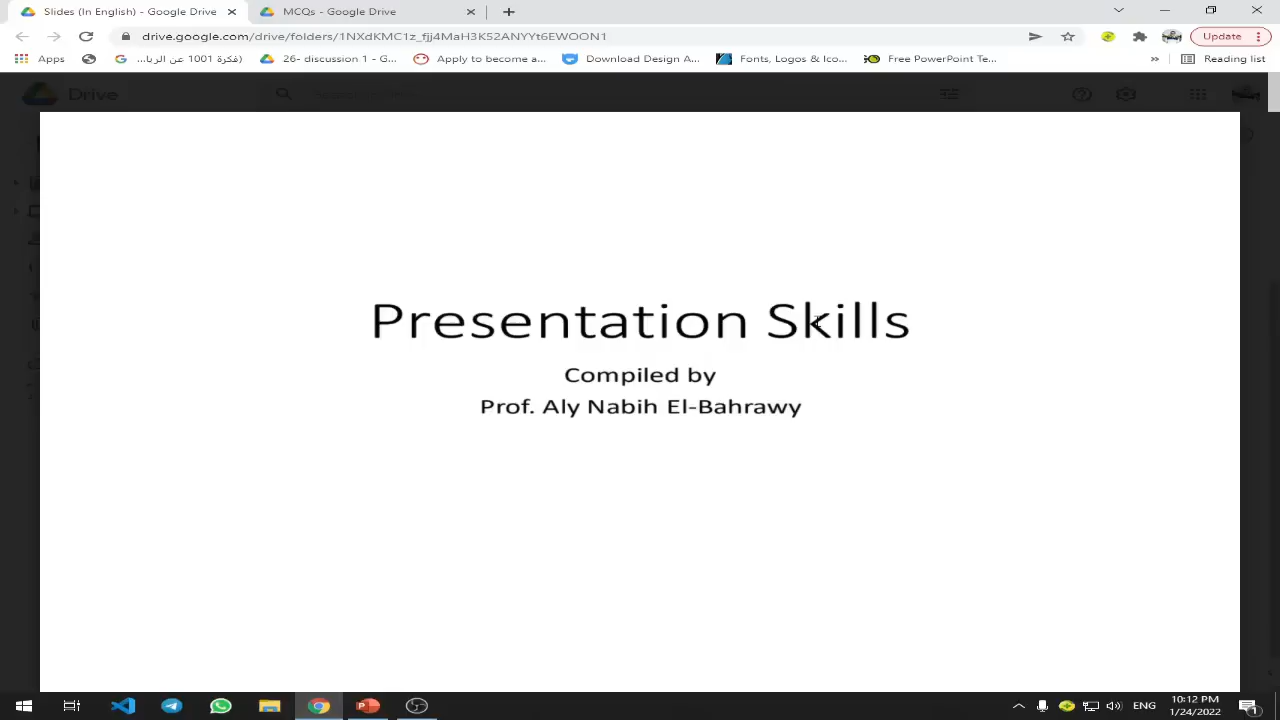 Slides (In English) - Google Drive
MCQs - Google Drive
drive.google.com/drive/folders/1NXdKMC1z_fjj4MaH3K52ANYYt6EWOON1
Update
Apps
فكرة 1001 عن الريا...
26- discussion 1 - G...
Apply to become a...
Download Design A...
Fonts, Logos & Ico...
Free PowerPoint Te...
»
Reading list
Drive
Presentation Skills
Compiled by
Prof. Aly Nabih El-Bahrawy
ENG
10:12 PM
1/24/2022